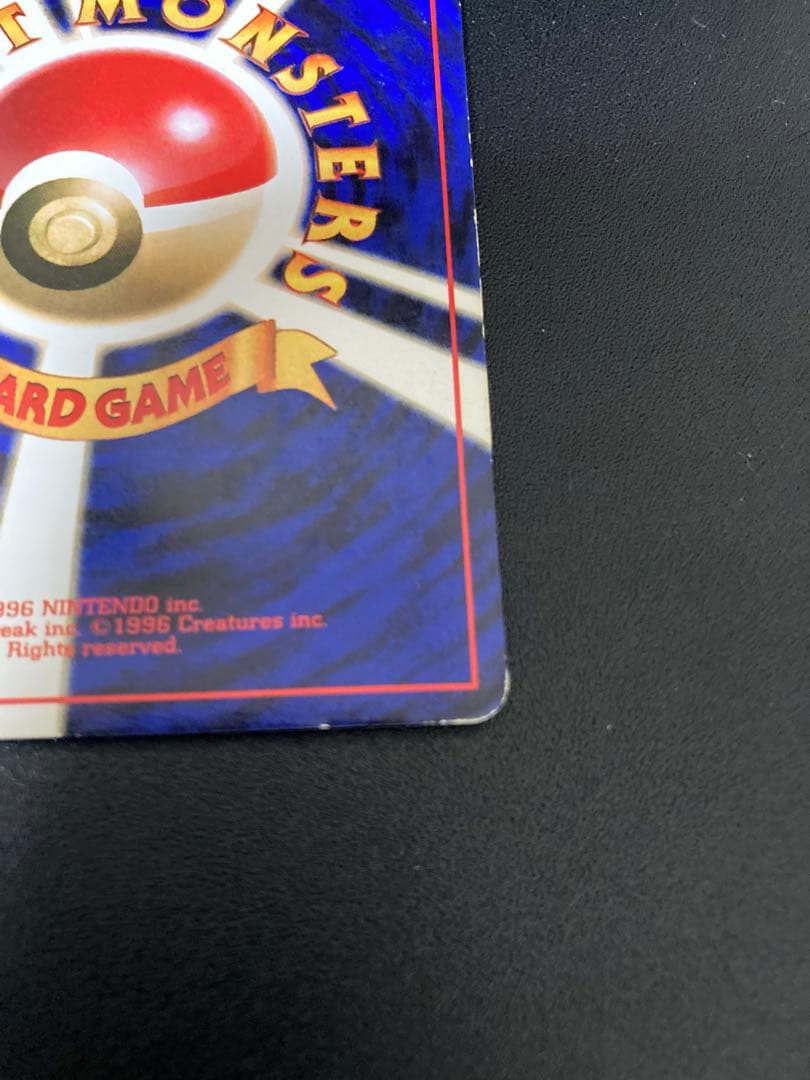 T MONSTERS
ARD GAME
996 NINTENDO inc.
eak inc. ©1996 Creatures inc.
Rights reserved.